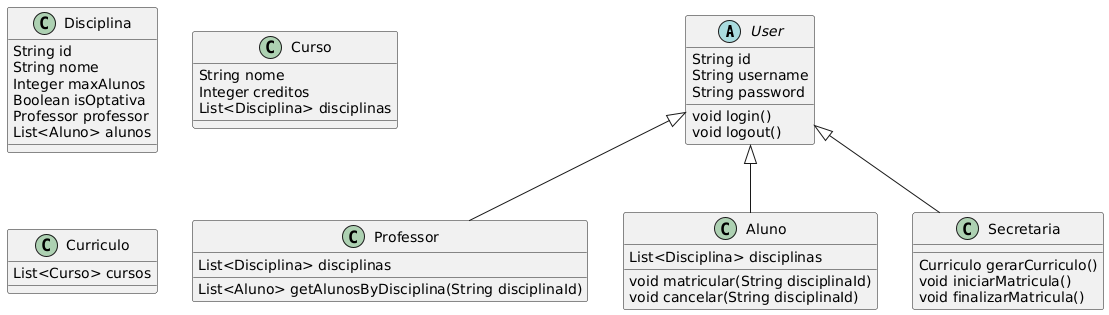 C Disciplina
String id
String nome
Integer maxAlunos
Boolean isOptativa
Professor professor
List<Aluno> alunos
C Curso
String nome
Integer creditos
List<Disciplina> disciplinas
A User
String id
String username
String password
void login()
void logout()
C Curriculo
List<Curso> cursos
C Professor
List<Disciplina> disciplinas
List<Aluno> getAlunosByDisciplina(String disciplinaId)
C Aluno
List<Disciplina> disciplinas
void matricular(String disciplinaId)
void cancelar(String disciplinaId)
C Secretaria
Curriculo gerarCurriculo()
void iniciarMatricula()
void finalizarMatricula()